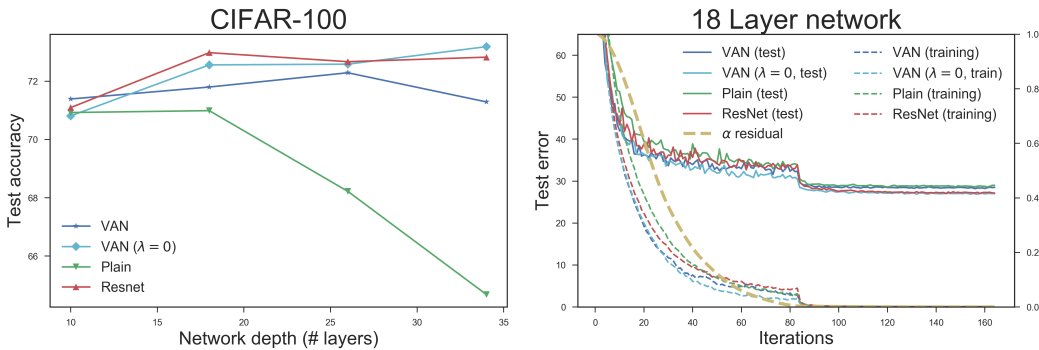 CIFAR-100
Test accuracy
72
70
68
66
VAN
VAN (λ = 0)
Plain
Resnet
10 15 20 25 30 35
Network depth (# layers)
18 Layer network
Test error
60
50
40
30
20
10
0
VAN (test)
VAN (λ = 0, test)
Plain (test)
ResNet (test)
α residual
VAN (training)
VAN (λ = 0, train)
Plain (training)
ResNet (training)
1.0
0.8
0.6
0.4
0.2
0.0
0 20 40 60 80 100 120 140 160
Iterations